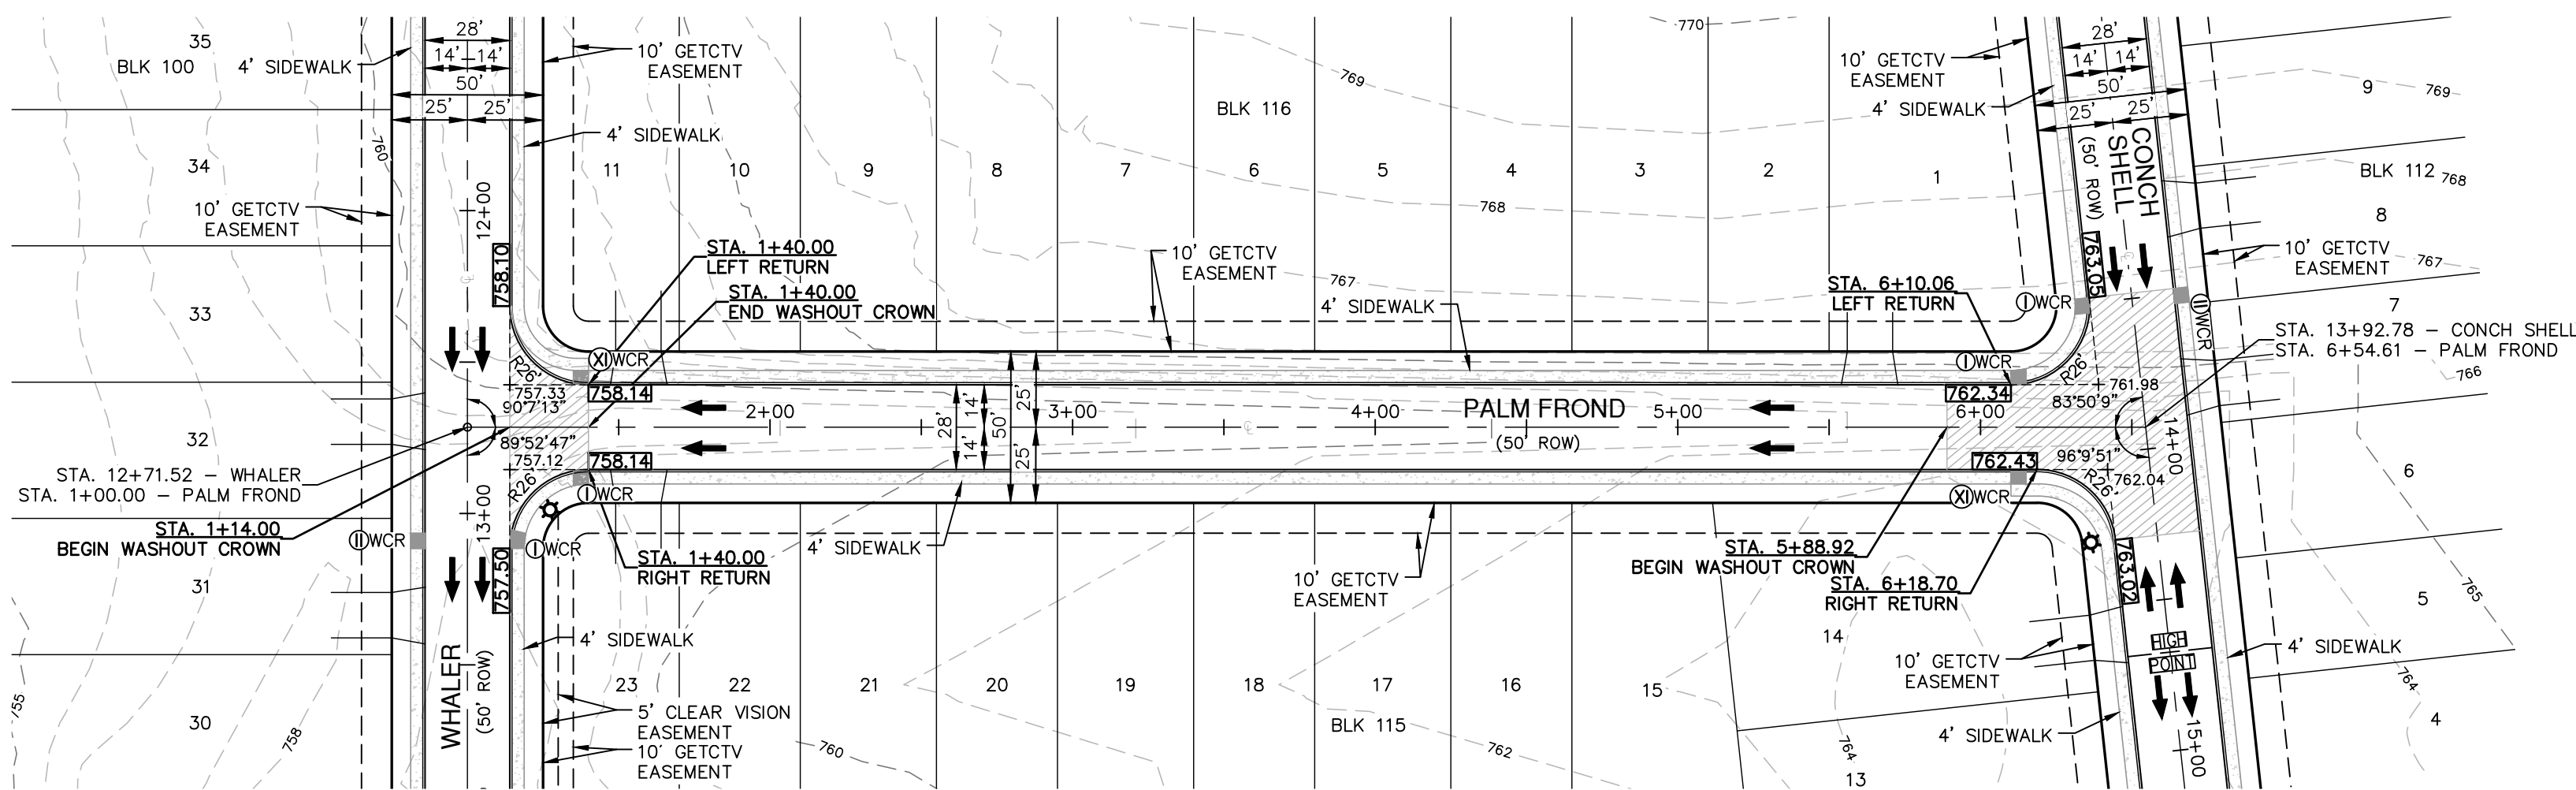 35
BLK 100
4' SIDEWALK
28'
14'
14'
50'
25'
25'
10' GETCTV
EASEMENT
4' SIDEWALK
760
34
10' GETCTV
EASEMENT
12+00
33
758.10
STA. 1+40.00
LEFT RETURN
STA. 1+40.00
END WASHOUT CROWN
11
10
9
8
7
6
5
4
3
2
1
BLK 116
770
769
768
767
10' GETCTV
EASEMENT
4' SIDEWALK
10' GETCTV
EASEMENT
4' SIDEWALK
28'
14'
14'
50'
25'
25'
CONCH
SHELL
(50' ROW)
9
769
BLK 112
768
8
10' GETCTV
EASEMENT
767
7
STA. 6+10.06
LEFT RETURN
I WCR
763.05
II WCR
STA. 13+92.78 – CONCH SHELL
STA. 6+54.61 – PALM FROND
766
XI WCR
R26'
757.33
90°7'13"
758.14
I WCR
R26'
762.34
761.98
83°50'9"
32
89°52'47"
757.12
758.14
R26'
2+00
3+00
4+00
5+00
6+00
28'
14'
14'
50'
25'
25'
℄
PALM FROND
(50' ROW)
762.43
96°9'51"
762.04
R26'
14+00
6
STA. 12+71.52 – WHALER
STA. 1+00.00 – PALM FROND
STA. 1+14.00
BEGIN WASHOUT CROWN
13+00
II WCR
I WCR
I WCR
757.50
STA. 1+40.00
RIGHT RETURN
4' SIDEWALK
10' GETCTV
EASEMENT
XI WCR
STA. 5+88.92
BEGIN WASHOUT CROWN
STA. 6+18.70
RIGHT RETURN
763.02
765
5
31
4' SIDEWALK
14
HIGH
POINT
10' GETCTV
EASEMENT
4' SIDEWALK
WHALER
(50' ROW)
755
30
758
23
22
21
20
19
18
17
16
15
5' CLEAR VISION
EASEMENT
10' GETCTV
EASEMENT
760
BLK 115
762
764
13
4' SIDEWALK
15+00
764
4